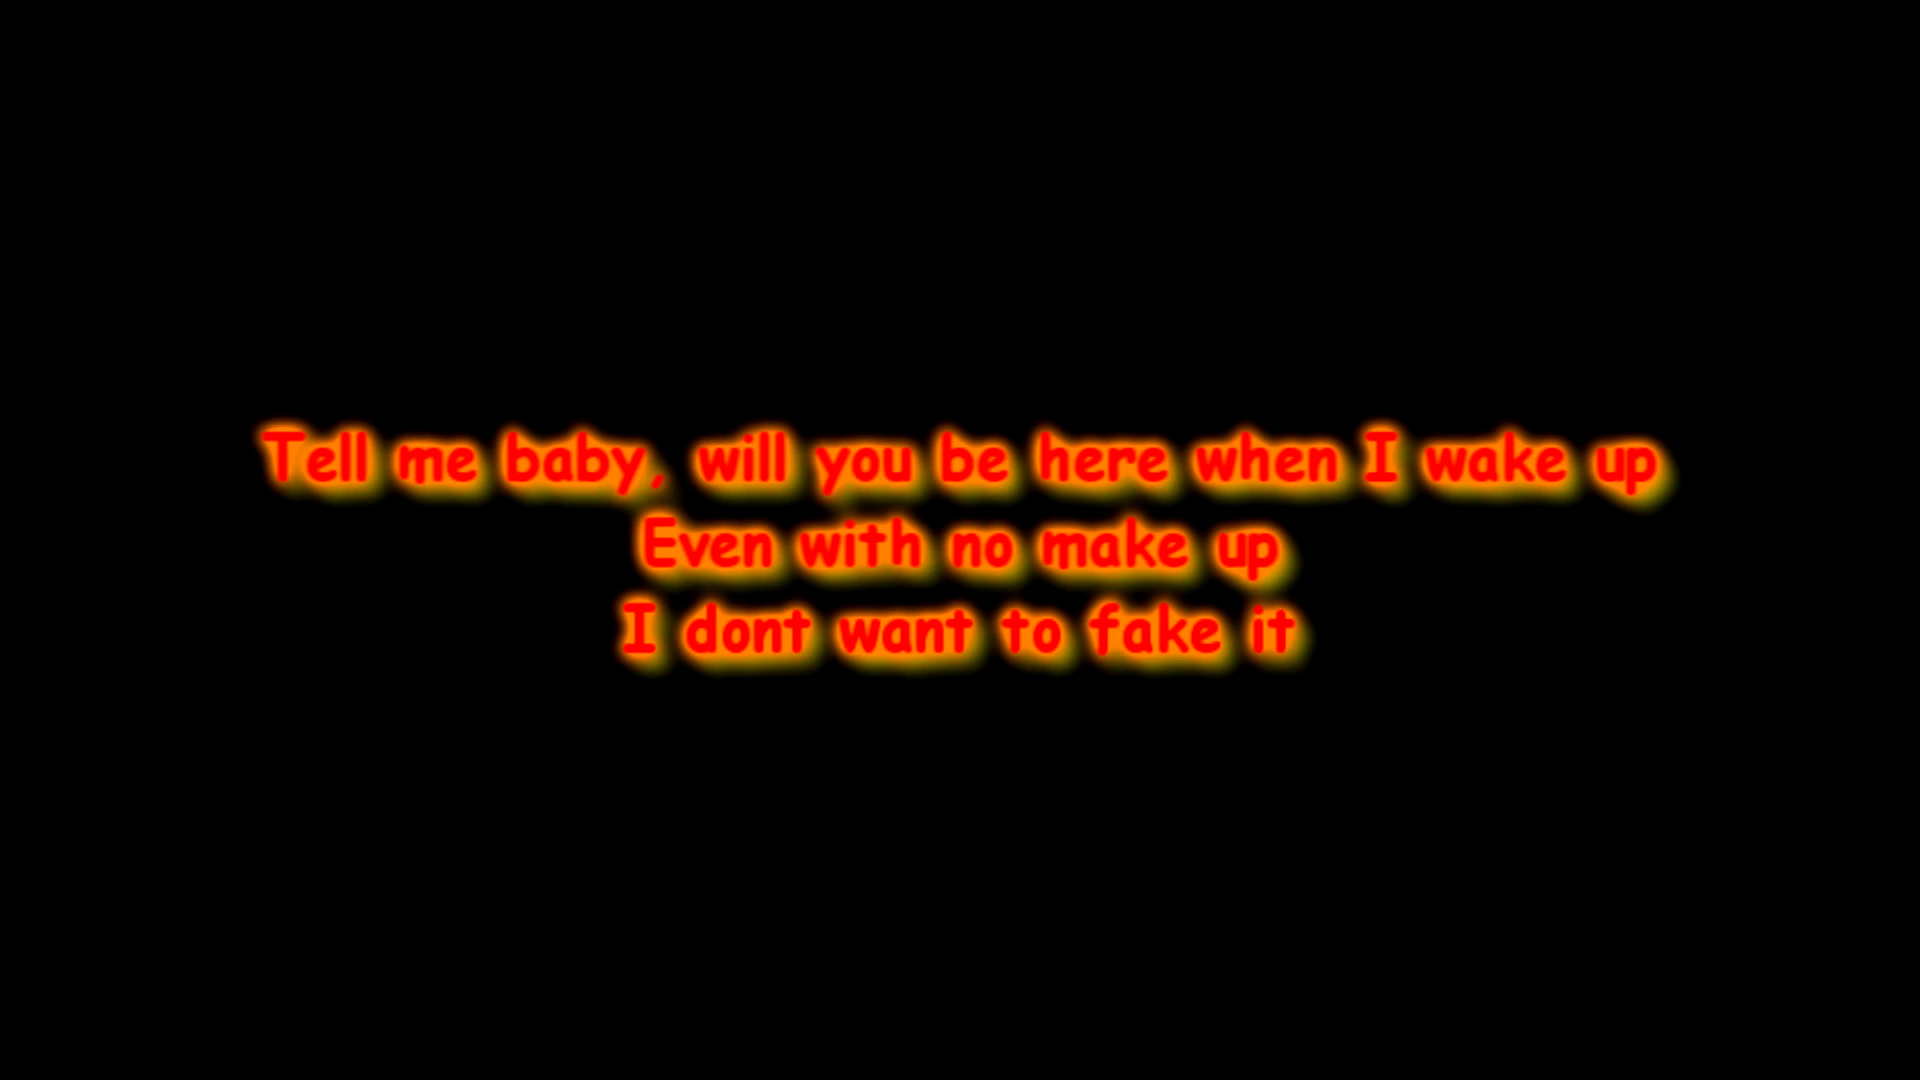 Tell me baby, will you be here when I wake up
Even with no make up
I dont want to fake it